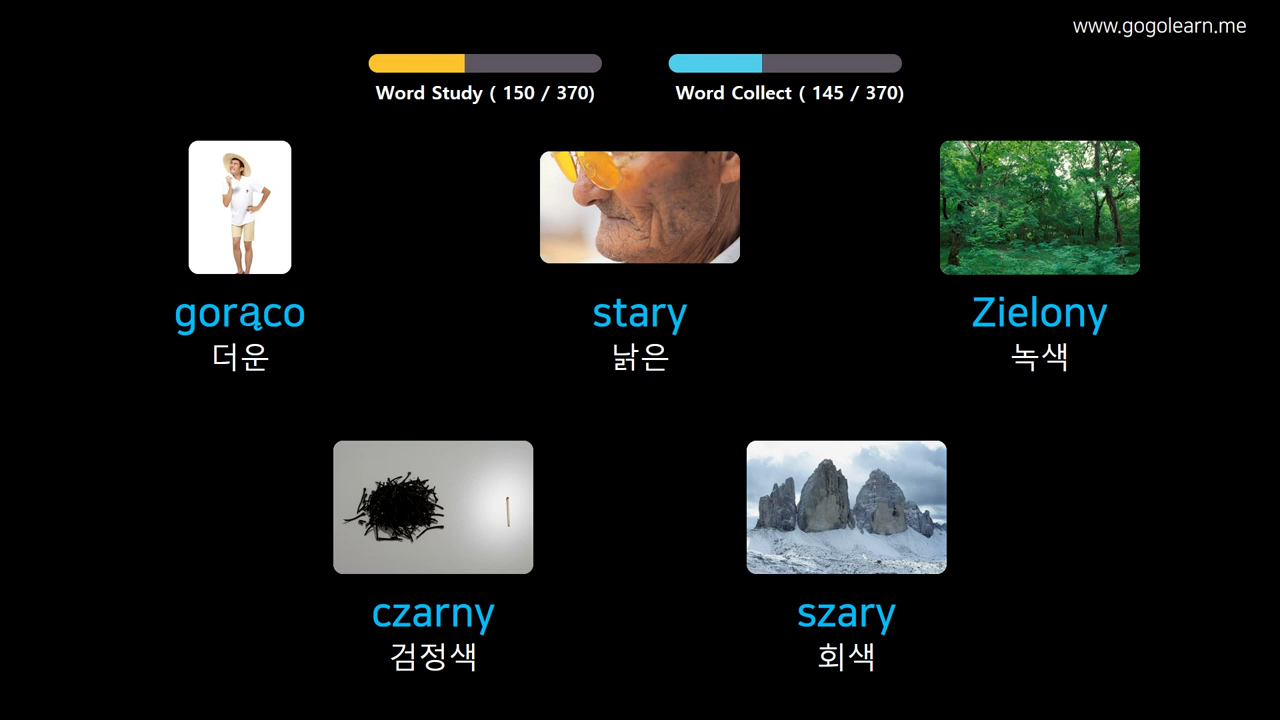 www.gogolearn.me
Word Study ( 150 / 370)
Word Collect ( 145 / 370)
gorąco
더운
stary
낡은
Zielony
녹색
czarny
검정색
szary
회색